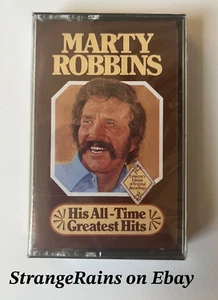 MARTY
ROBBINS
His All-Time
Greatest Hits
StrangeRains on Ebay